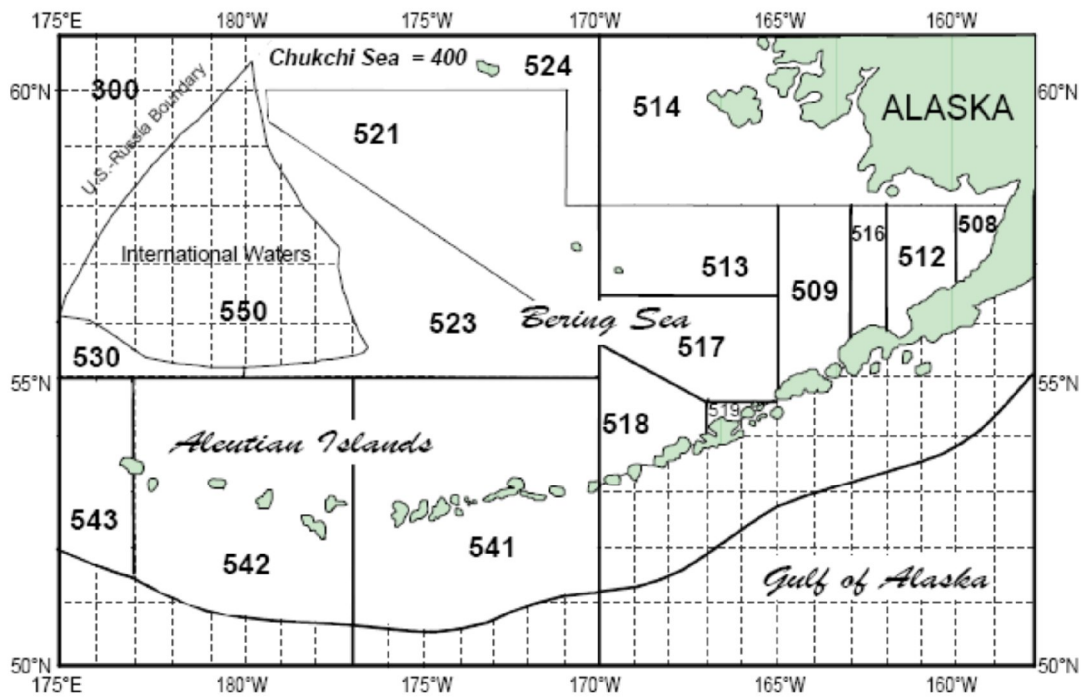 175°E 180°W 175°W 170°W 165°W 160°W
Chukchi Sea = 400
524
60°N
300
60°N
514
ALASKA
U.S.-Russia Boundary
521
508
516
International Waters
512
513
509
550
523
Bering Sea
517
530
55°N
55°N
519
518
Aleutian Islands
543
541
542
Gulf of Alaska
50°N
50°N
175°E 180°W 175°W 170°W 165°W 160°W